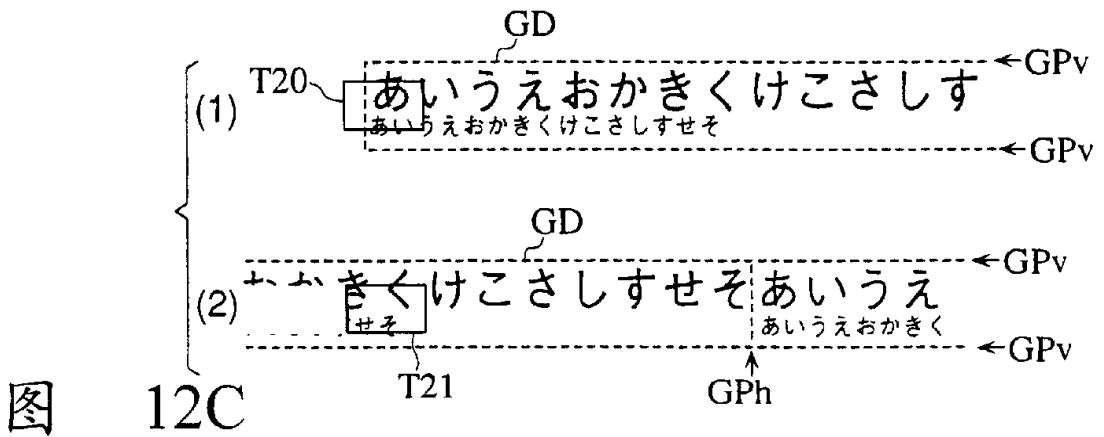 GD
T20
(1)
あいうえおかきくけこさしす
GPv
あいうえおかきくけこさしすせそ
GPv
GD
(2)
きくけこさしすせそ あいうえ
GPv
せそ
あいうえおかきく
GPv
T21
GPh
图 12C